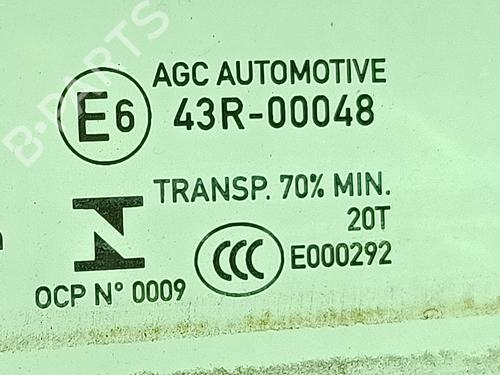 B-PARTS
AGC AUTOMOTIVE
E6 43R-00048
TRANSP. 70% MIN.
20T
CCC E000292
OCP N° 0009